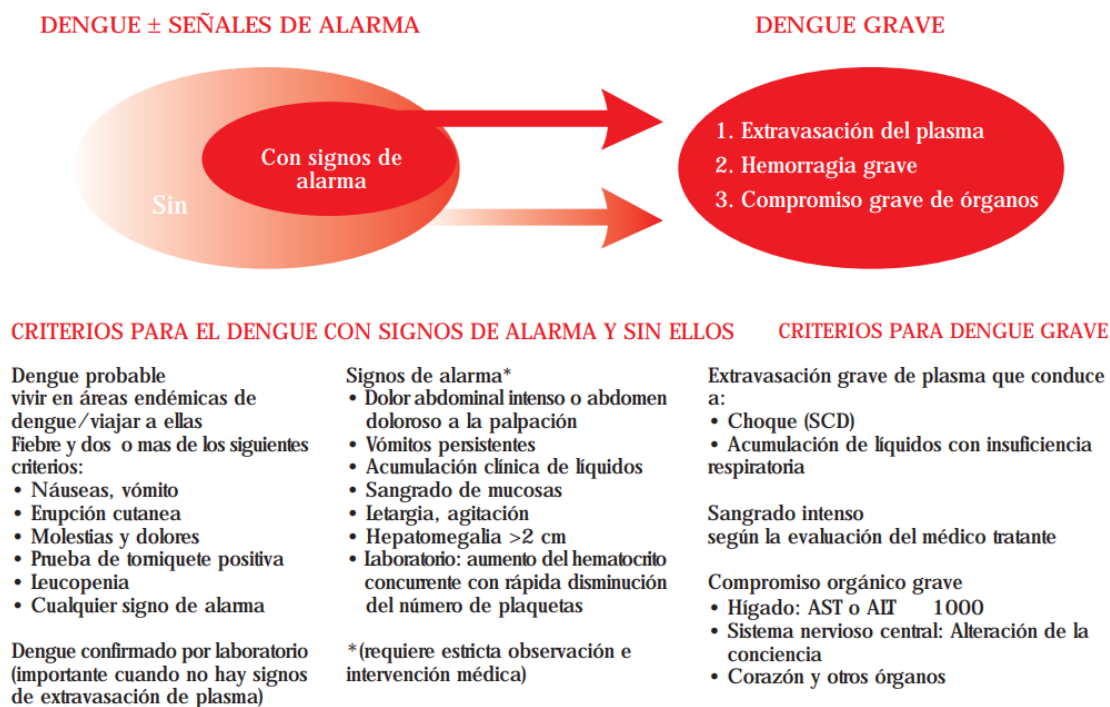 DENGUE ± SEÑALES DE ALARMA
DENGUE GRAVE
Con signos de
alarma
Sin
1. Extravasación del plasma
2. Hemorragia grave
3. Compromiso grave de órganos
CRITERIOS PARA EL DENGUE CON SIGNOS DE ALARMA Y SIN ELLOS
CRITERIOS PARA DENGUE GRAVE
Dengue probable
vivir en áreas endémicas de
dengue/viajar a ellas
Fiebre y dos o mas de los siguientes
criterios:
• Náuseas, vómito
• Erupción cutanea
• Molestias y dolores
• Prueba de torniquete positiva
• Leucopenia
• Cualquier signo de alarma
Dengue confirmado por laboratorio
(importante cuando no hay signos
de extravasación de plasma)
Signos de alarma*
• Dolor abdominal intenso o abdomen
doloroso a la palpación
• Vómitos persistentes
• Acumulación clínica de líquidos
• Sangrado de mucosas
• Letargia, agitación
• Hepatomegalia >2 cm
• Laboratorio: aumento del hematocrito
concurrente con rápida disminución
del número de plaquetas
*(requiere estricta observación e
intervención médica)
Extravasación grave de plasma que conduce
a:
• Choque (SCD)
• Acumulación de líquidos con insuficiencia
respiratoria
Sangrado intenso
según la evaluación del médico tratante
Compromiso orgánico grave
• Hígado: AST o ALT 1000
• Sistema nervioso central: Alteración de la
conciencia
• Corazón y otros órganos